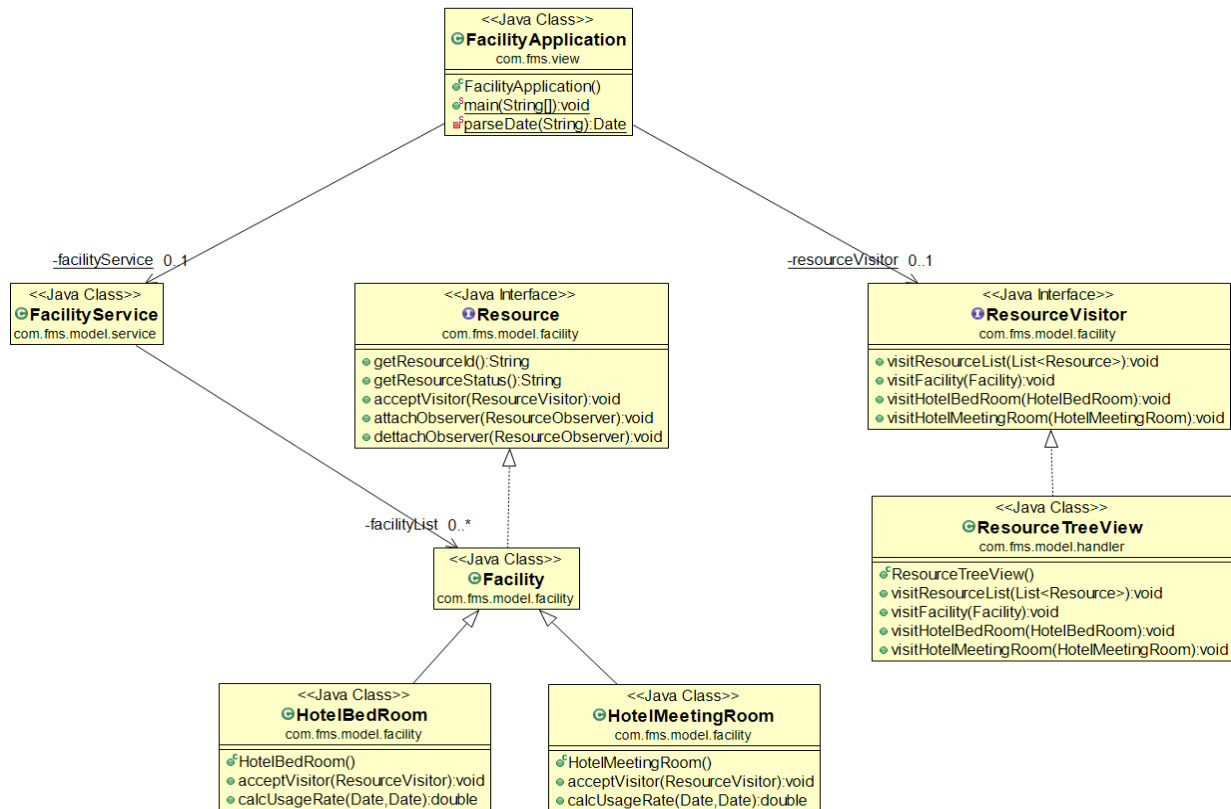 <<Java Class>>
FacilityApplication
com.fms.view
FacilityApplication()
main(String[]):void
parseDate(String):Date
-facilityService 0..1
-resourceVisitor 0..1
<<Java Class>>
FacilityService
com.fms.model.service
<<Java Interface>>
Resource
com.fms.model.facility
getResourceId():String
getResourceStatus():String
acceptVisitor(ResourceVisitor):void
attachObserver(ResourceObserver):void
dettachObserver(ResourceObserver):void
<<Java Interface>>
ResourceVisitor
com.fms.model.facility
visitResourceList(List<Resource>):void
visitFacility(Facility):void
visitHotelBedRoom(HotelBedRoom):void
visitHotelMeetingRoom(HotelMeetingRoom):void
-facilityList 0..*
<<Java Class>>
Facility
com.fms.model.facility
<<Java Class>>
ResourceTreeView
com.fms.model.handler
ResourceTreeView()
visitResourceList(List<Resource>):void
visitFacility(Facility):void
visitHotelBedRoom(HotelBedRoom):void
visitHotelMeetingRoom(HotelMeetingRoom):void
<<Java Class>>
HotelBedRoom
com.fms.model.facility
HotelBedRoom()
acceptVisitor(ResourceVisitor):void
calcUsageRate(Date,Date):double
<<Java Class>>
HotelMeetingRoom
com.fms.model.facility
HotelMeetingRoom()
acceptVisitor(ResourceVisitor):void
calcUsageRate(Date,Date):double